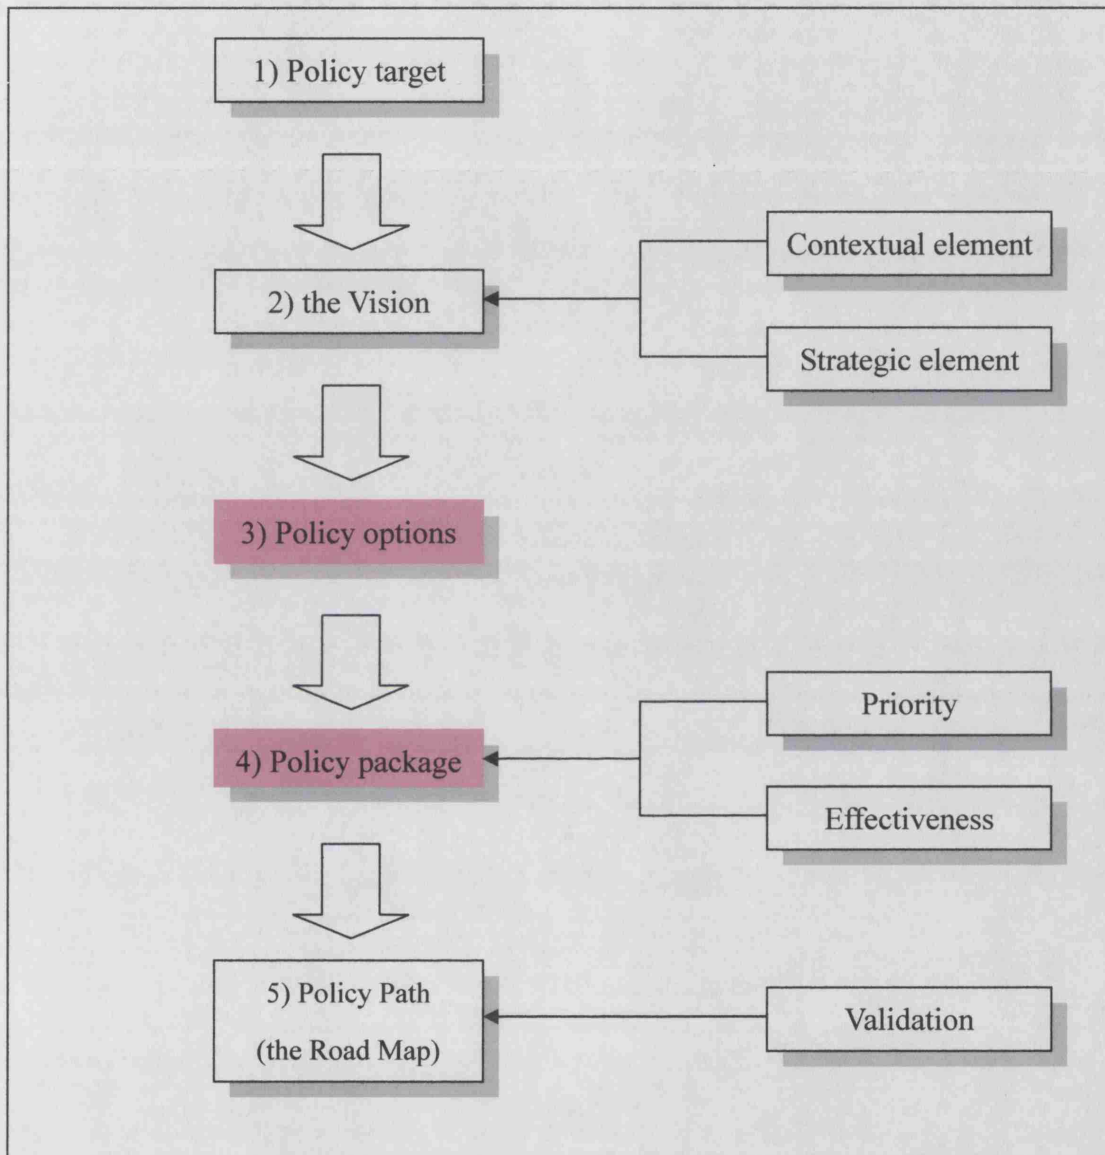 1) Policy target
Contextual element
2) the Vision
Strategic element
3) Policy options
Priority
4) Policy package
Effectiveness
5) Policy Path
(the Road Map)
Validation